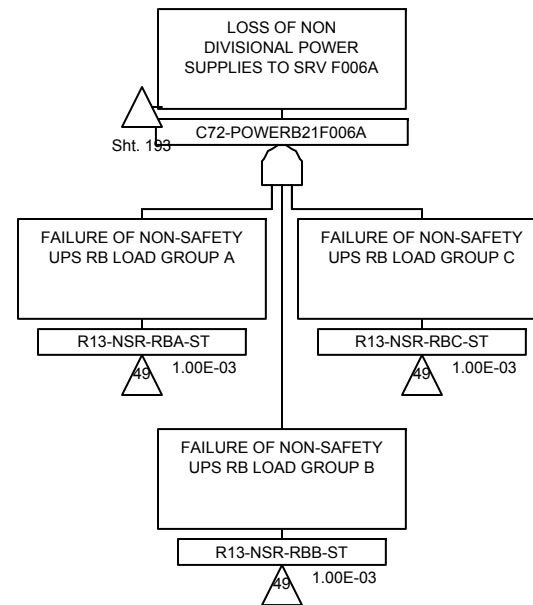 LOSS OF NON
DIVISIONAL POWER
SUPPLIES TO SRV F006A
C72-POWERB21F006A
Sht. 193
FAILURE OF NON-SAFETY
UPS RB LOAD GROUP A
R13-NSR-RBA-ST
49
1.00E-03
FAILURE OF NON-SAFETY
UPS RB LOAD GROUP C
R13-NSR-RBC-ST
49
1.00E-03
FAILURE OF NON-SAFETY
UPS RB LOAD GROUP B
R13-NSR-RBB-ST
49
1.00E-03